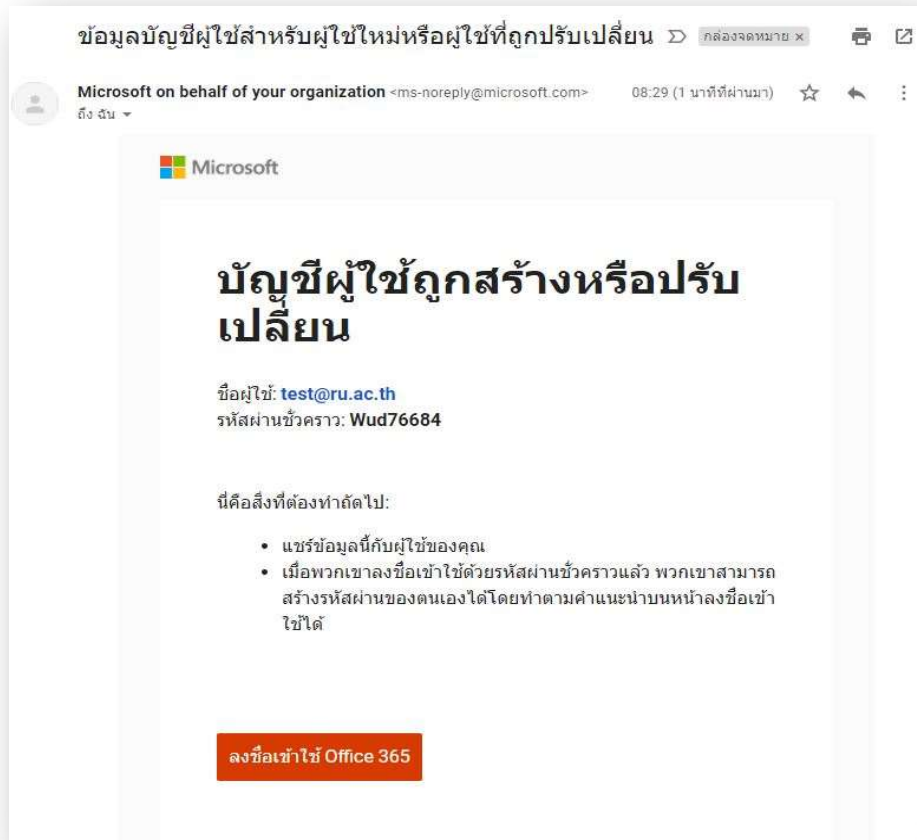 ข้อมูลบัญชีผู้ใช้สำหรับผู้ใช้ใหม่หรือผู้ใช้ที่ถูกปรับเปลี่ยน กล่องจดหมาย ×
Microsoft on behalf of your organization <ms-noreply@microsoft.com> 08:29 (1 นาทีที่ผ่านมา)
ถึง ฉัน
Microsoft
บัญชีผู้ใช้ถูกสร้างหรือปรับ
เปลี่ยน
ชื่อผู้ใช้: test@ru.ac.th
รหัสผ่านชั่วคราว: Wud76684
นี่คือสิ่งที่ต้องทำถัดไป:
• แชร์ข้อมูลนี้กับผู้ใช้ของคุณ
• เมื่อพวกเขาลงชื่อเข้าใช้ด้วยรหัสผ่านชั่วคราวแล้ว พวกเขาสามารถ
สร้างรหัสผ่านของตนเองได้โดยทำตามคำแนะนำบนหน้าลงชื่อเข้า
ใช้ได้
ลงชื่อเข้าใช้ Office 365